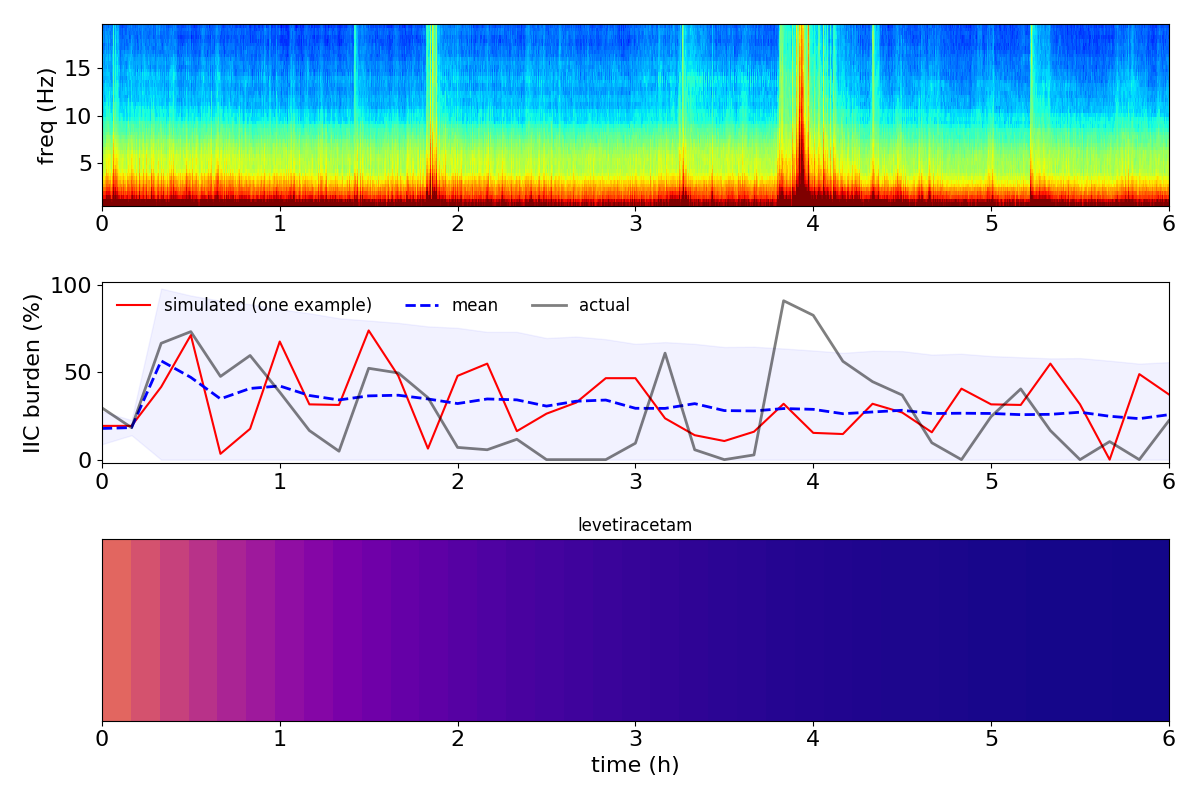 freq (Hz)
15
10
5
0 1 2 3 4 5 6
IIC burden (%)
100
50
0
simulated (one example) mean actual
0 1 2 3 4 5 6
levetiracetam
0 1 2 3 4 5 6
time (h)